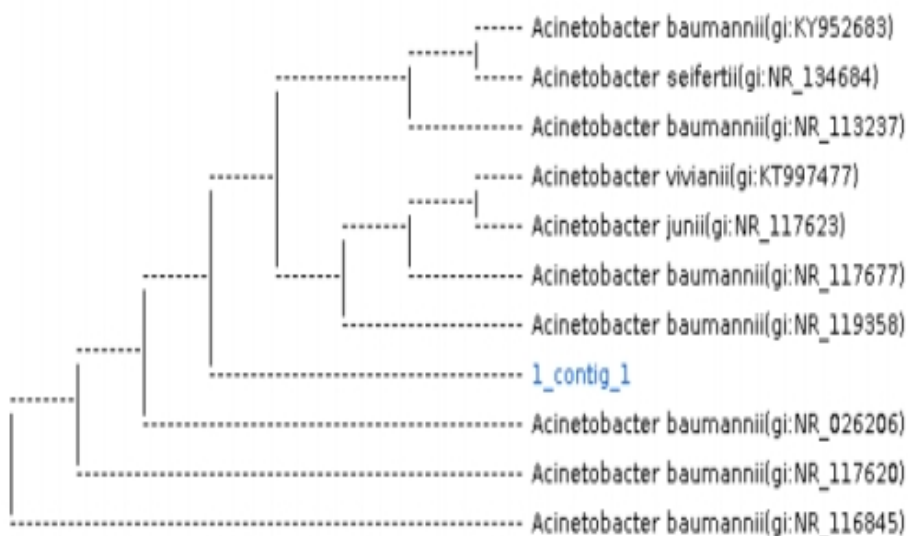 Acinetobacter baumannii(gi:KY952683)
Acinetobacter seifertii(gi:NR_134684)
Acinetobacter baumannii(gi:NR_113237)
Acinetobacter vivianii(gi:KT997477)
Acinetobacter junii(gi:NR_117623)
Acinetobacter baumannii(gi:NR_117677)
Acinetobacter baumannii(gi:NR_119358)
1_contig_1
Acinetobacter baumannii(gi:NR_026206)
Acinetobacter baumannii(gi:NR_117620)
Acinetobacter baumannii(gi:NR_116845)